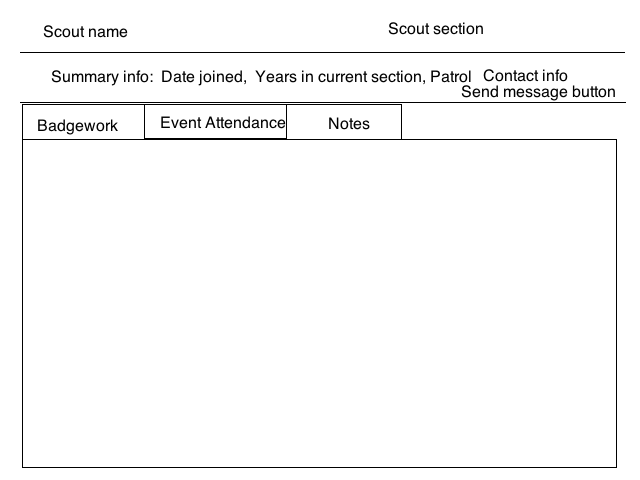 Scout name
Scout section
Summary info:  Date joined,  Years in current section, Patrol
Contact info
Send message button
Badgework
Event Attendance
Notes